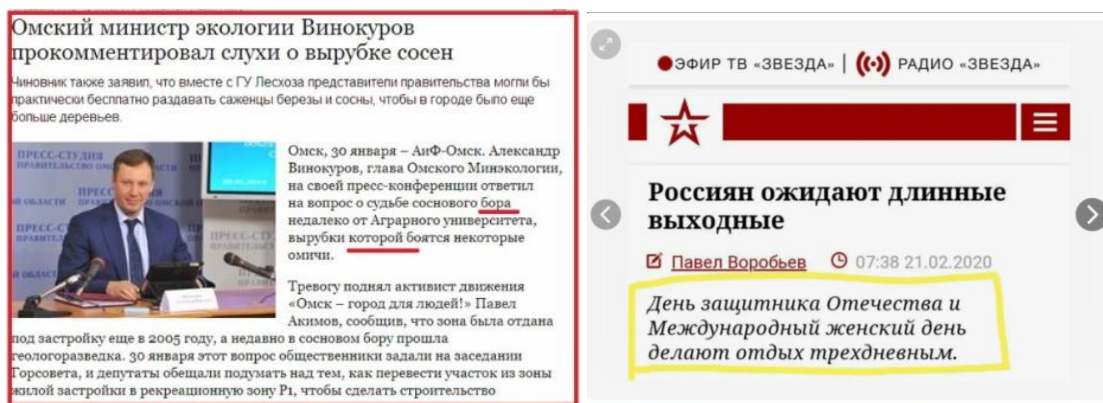 Омский министр экологии Винокуров
прокомментировал слухи о вырубке сосен
Чиновник также заявил, что вместе с ГУ Лесхоза представители правительства могли бы
практически бесплатно раздавать саженцы березы и сосны, чтобы в городе было еще
больше деревьев.
ПРЕСС-СТУДИЯ
Омск, 30 января – АиФ-Омск. Александр
Винокуров, глава Омского Минэкологии,
на своей пресс-конференции ответил
на вопрос о судьбе соснового бора
недалеко от Аграрного университета,
вырубки которой боятся некоторые
омичи.
Тревогу поднял активист движения
«Омск – город для людей!» Павел
Акимов, сообщив, что зона была отдана
под застройку еще в 2005 году, а недавно в сосновом бору прошла
геологоразведка. 30 января этот вопрос общественники задали на заседании
Горсовета, и депутаты обещали подумать над тем, как перевести участок из зоны
жилой застройки в рекреационную зону Р1, чтобы сделать строительство
ЭФИР ТВ «ЗВЕЗДА» | РАДИО «ЗВЕЗДА»
Россиян ожидают длинные
выходные
Павел Воробьев 07:38 21.02.2020
День защитника Отечества и
Международный женский день
делают отдых трехдневным.